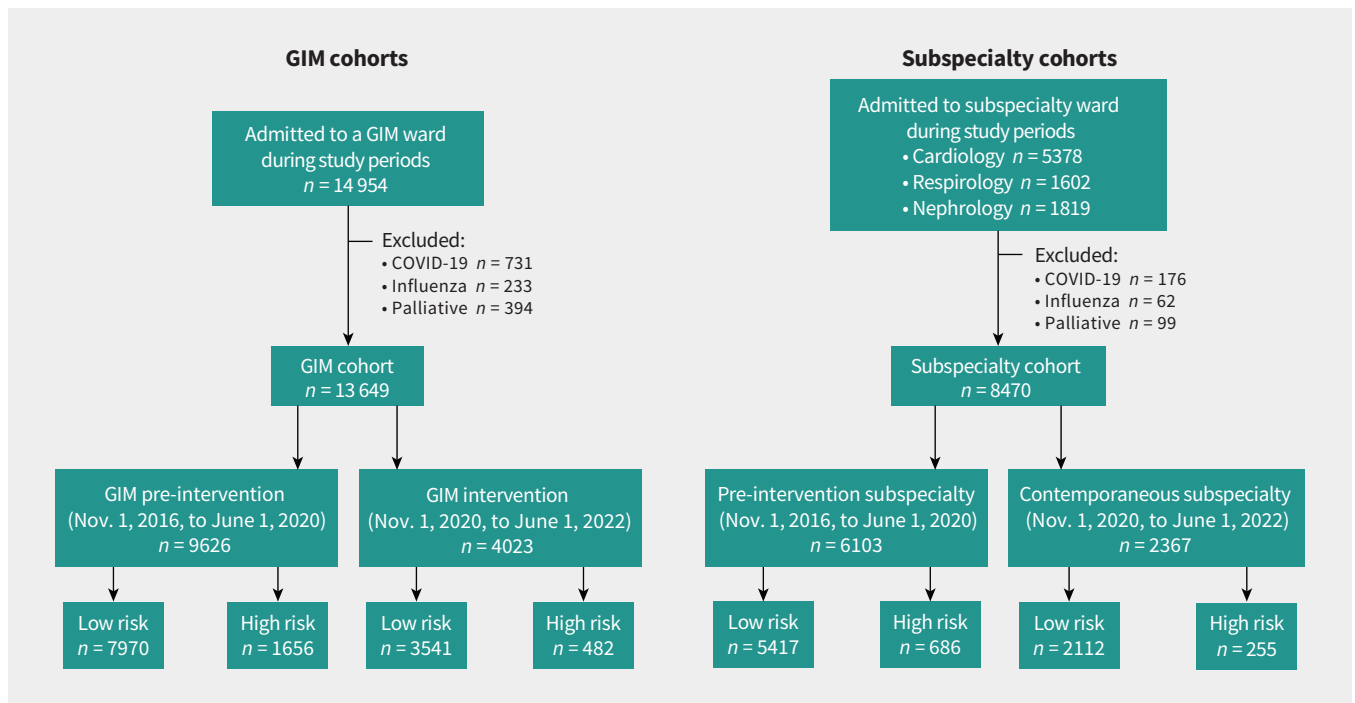 GIM cohorts
Admitted to a GIM ward
during study periods
n = 14 954
Excluded:
• COVID-19 n = 731
• Influenza n = 233
• Palliative n = 394
GIM cohort
n = 13 649
GIM pre-intervention
(Nov. 1, 2016, to June 1, 2020)
n = 9626
GIM intervention
(Nov. 1, 2020, to June 1, 2022)
n = 4023
Low risk
n = 7970
High risk
n = 1656
Low risk
n = 3541
High risk
n = 482
Subspecialty cohorts
Admitted to subspecialty ward
during study periods
• Cardiology n = 5378
• Respirology n = 1602
• Nephrology n = 1819
Excluded:
• COVID-19 n = 176
• Influenza n = 62
• Palliative n = 99
Subspecialty cohort
n = 8470
Pre-intervention subspecialty
(Nov. 1, 2016, to June 1, 2020)
n = 6103
Contemporaneous subspecialty
(Nov. 1, 2020, to June 1, 2022)
n = 2367
Low risk
n = 5417
High risk
n = 686
Low risk
n = 2112
High risk
n = 255